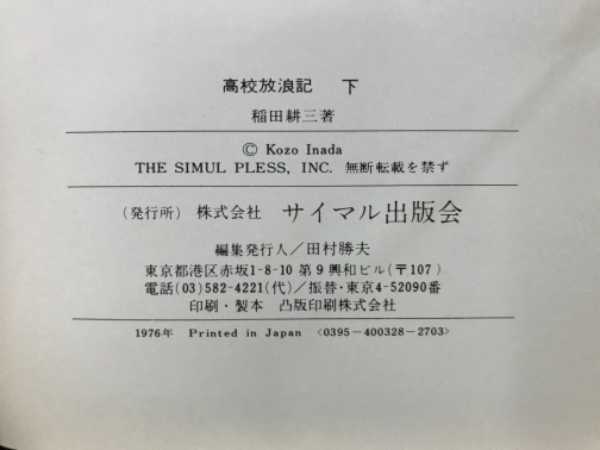 高校放浪記 下
稲田耕三著
© Kozo Inada
THE SIMUL PLESS, INC. 無断転載を禁ず
(発行所) 株式会社 サイマル出版会
編集発行人/田村勝夫
東京都港区赤坂1-8-10 第9興和ビル(〒107)
電話(03)582-4221(代)/振替・東京4-52090番
印刷・製本 凸版印刷株式会社
1976年 Printed in Japan <0395-400328-2703>